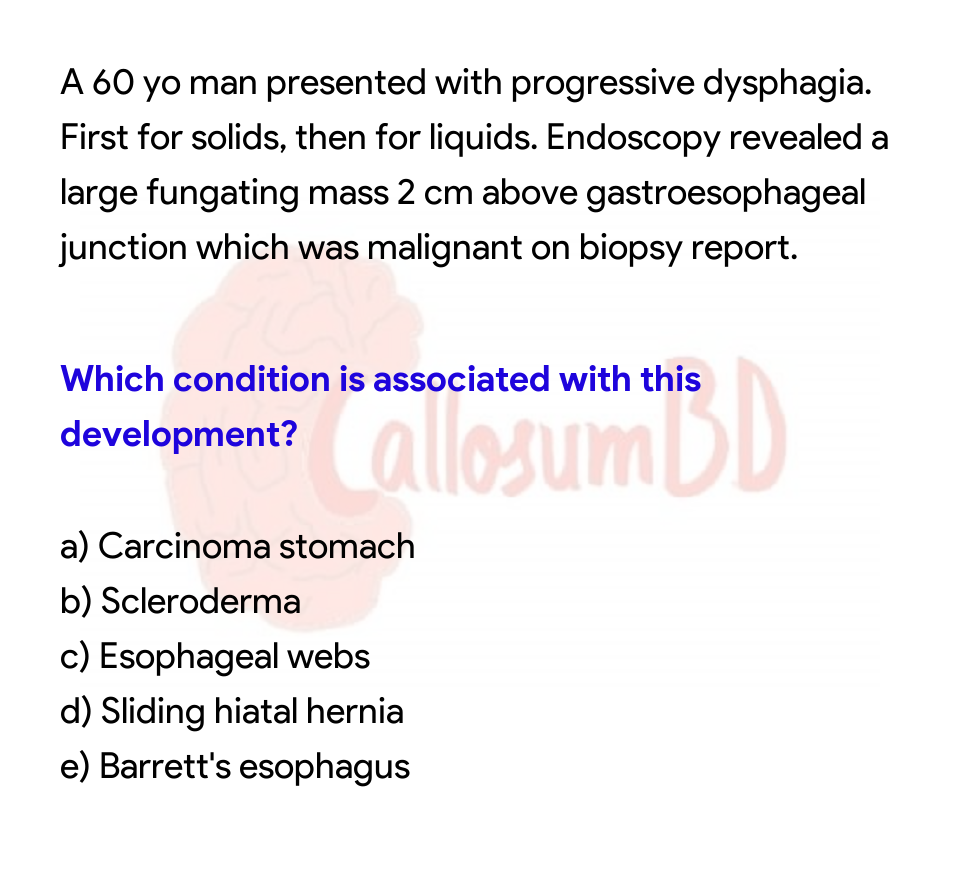 A 60 yo man presented with progressive dysphagia.
First for solids, then for liquids. Endoscopy revealed a
large fungating mass 2 cm above gastroesophageal
junction which was malignant on biopsy report.
Which condition is associated with this
development?
CallosumBD
a) Carcinoma stomach
b) Scleroderma
c) Esophageal webs
d) Sliding hiatal hernia
e) Barrett's esophagus